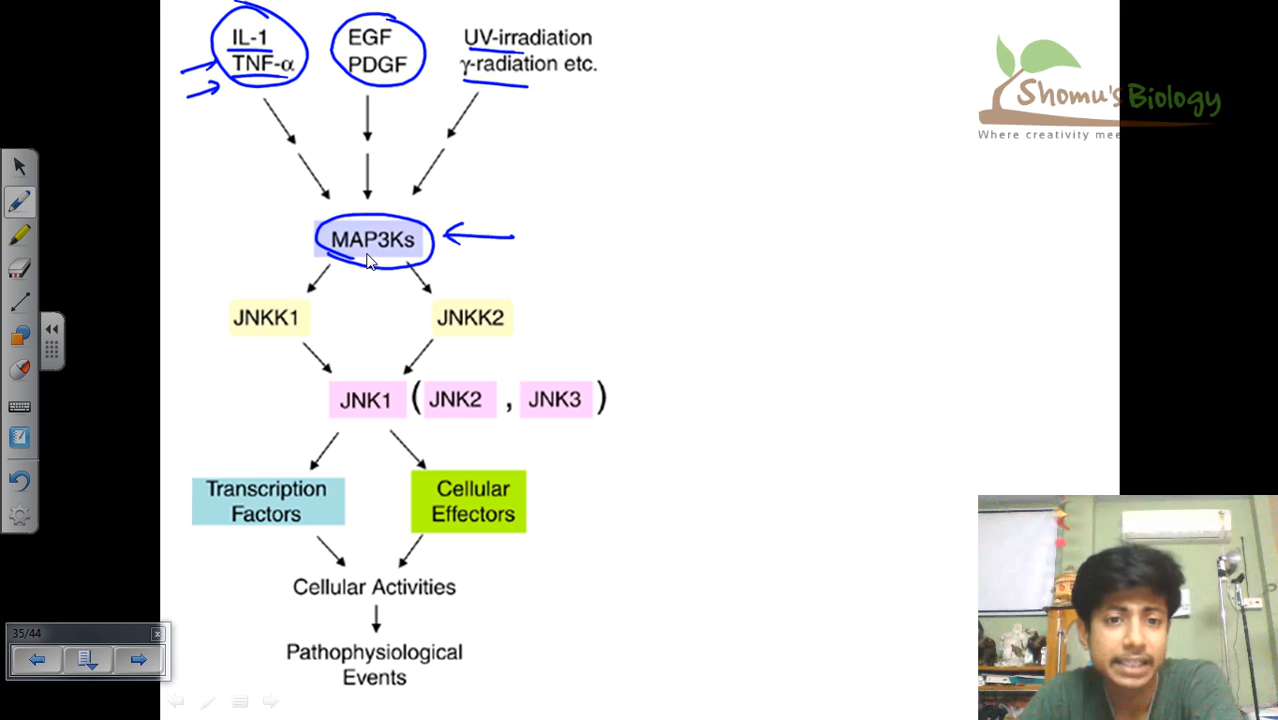 IL-1
TNF-α
EGF
PDGF
UV-irradiation
γ-radiation etc.
Shomu's Biology
Where creativity mee
MAP3Ks
JNKK1
JNKK2
JNK1 ( JNK2 , JNK3 )
Transcription
Factors
Cellular
Effectors
Cellular Activities
Pathophysiological
Events
35/44